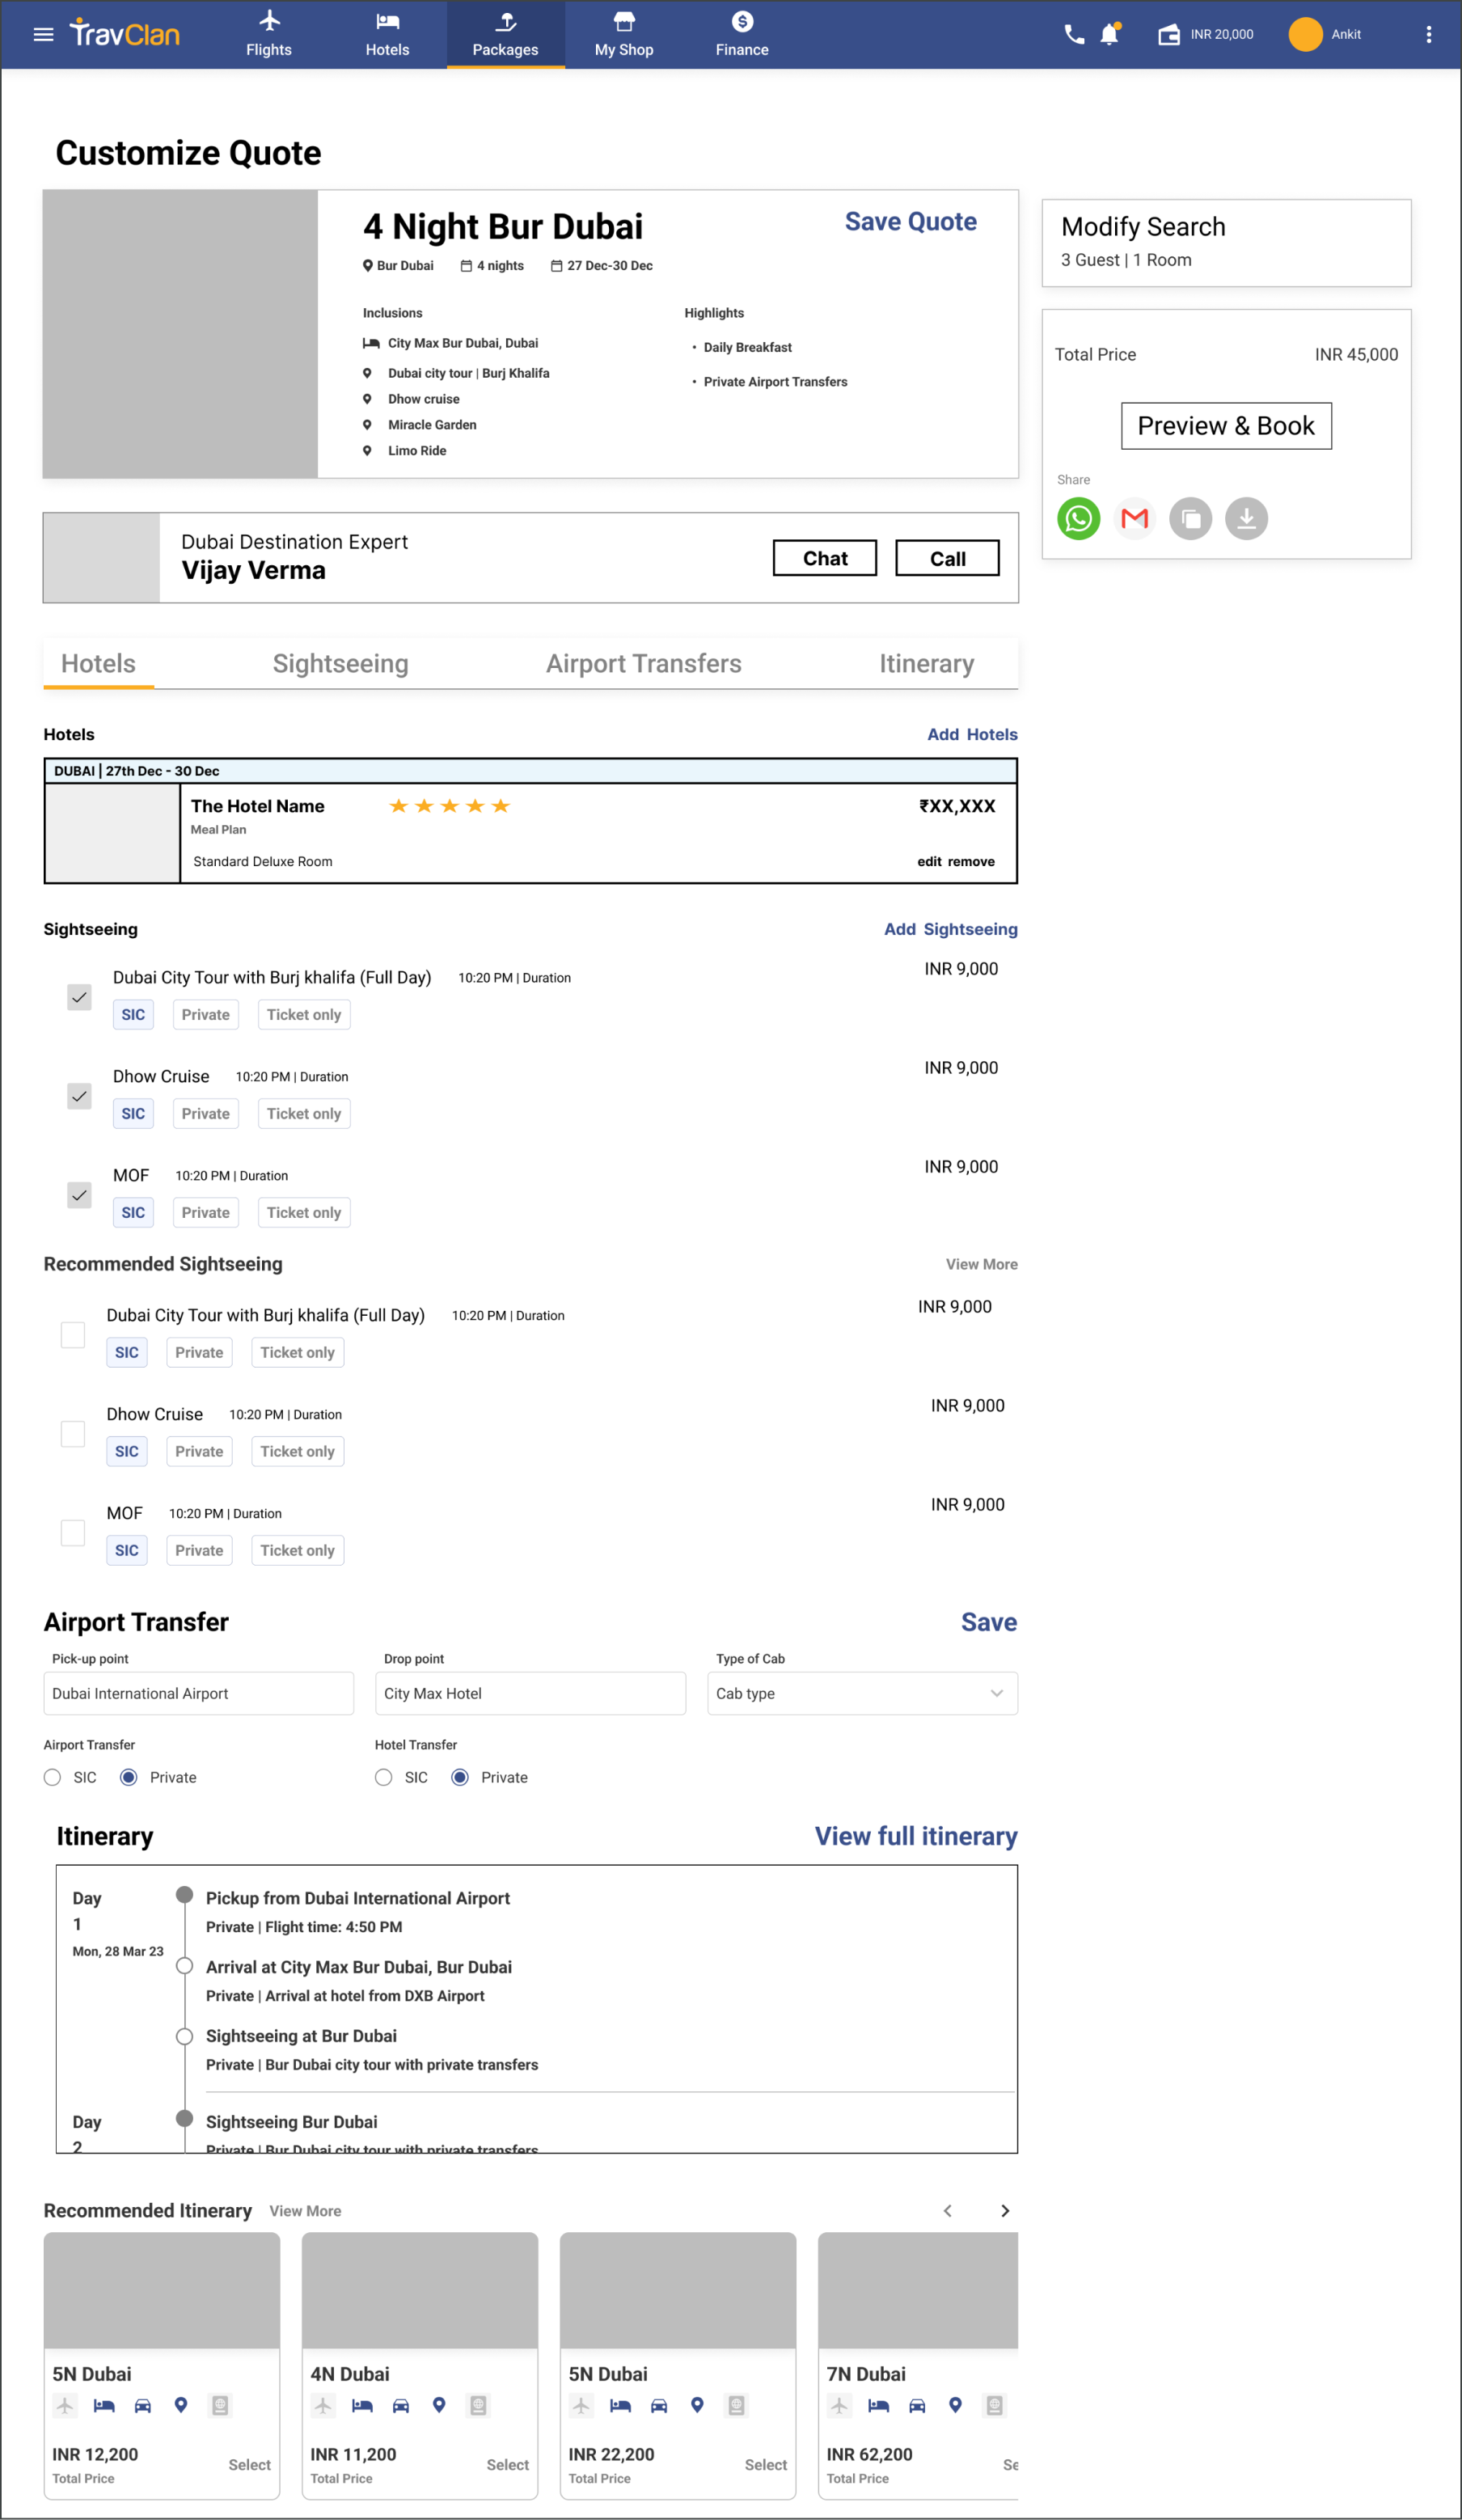 TravClan
Flights
Hotels
Packages
My Shop
Finance
INR 20,000
Ankit
Customize Quote
4 Night Bur Dubai
Save Quote
Bur Dubai
4 nights
27 Dec-30 Dec
Inclusions
Highlights
City Max Bur Dubai, Dubai
Dubai city tour | Burj Khalifa
Dhow cruise
Miracle Garden
Limo Ride
• Daily Breakfast
• Private Airport Transfers
Modify Search
3 Guest | 1 Room
Total Price
INR 45,000
Preview & Book
Share
Dubai Destination Expert
Vijay Verma
Chat
Call
Hotels
Sightseeing
Airport Transfers
Itinerary
Hotels
Add Hotels
DUBAI | 27th Dec - 30 Dec
The Hotel Name
₹XX,XXX
Meal Plan
Standard Deluxe Room
edit remove
Sightseeing
Add Sightseeing
Dubai City Tour with Burj khalifa (Full Day)
10:20 PM | Duration
INR 9,000
SIC
Private
Ticket only
Dhow Cruise
10:20 PM | Duration
INR 9,000
SIC
Private
Ticket only
MOF
10:20 PM | Duration
INR 9,000
SIC
Private
Ticket only
Recommended Sightseeing
View More
Dubai City Tour with Burj khalifa (Full Day)
10:20 PM | Duration
INR 9,000
SIC
Private
Ticket only
Dhow Cruise
10:20 PM | Duration
INR 9,000
SIC
Private
Ticket only
MOF
10:20 PM | Duration
INR 9,000
SIC
Private
Ticket only
Airport Transfer
Save
Pick-up point
Drop point
Type of Cab
Dubai International Airport
City Max Hotel
Cab type
Airport Transfer
Hotel Transfer
SIC
Private
SIC
Private
Itinerary
View full itinerary
Day
1
Mon, 28 Mar 23
Pickup from Dubai International Airport
Private | Flight time: 4:50 PM
Arrival at City Max Bur Dubai, Bur Dubai
Private | Arrival at hotel from DXB Airport
Sightseeing at Bur Dubai
Private | Bur Dubai city tour with private transfers
Day
2
Sightseeing Bur Dubai
Private | Bur Dubai city tour with private transfers
Recommended Itinerary
View More
5N Dubai
INR 12,200
Total Price
Select
4N Dubai
INR 11,200
Total Price
Select
5N Dubai
INR 22,200
Total Price
Select
7N Dubai
INR 62,200
Total Price
Se